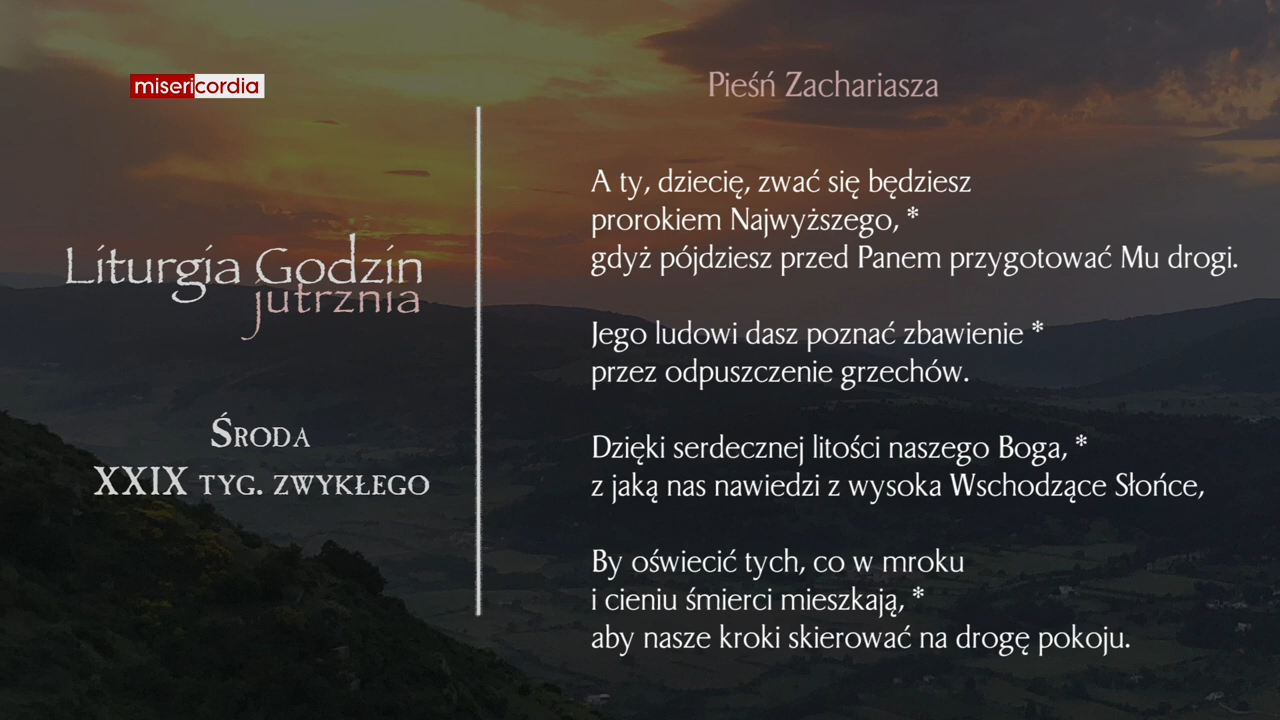 misericordia
Liturgia Godzin
jutrznia
Środa
XXIX tyg. zwykłego
Pieśń Zachariasza
A ty, dziecię, zwać się będziesz
prorokiem Najwyższego, *
gdyż pójdziesz przed Panem przygotować Mu drogi.
Jego ludowi dasz poznać zbawienie *
przez odpuszczenie grzechów.
Dzięki serdecznej litości naszego Boga, *
z jaką nas nawiedzi z wysoka Wschodzące Słońce,
By oświecić tych, co w mroku
i cieniu śmierci mieszkają, *
aby nasze kroki skierować na drogę pokoju.